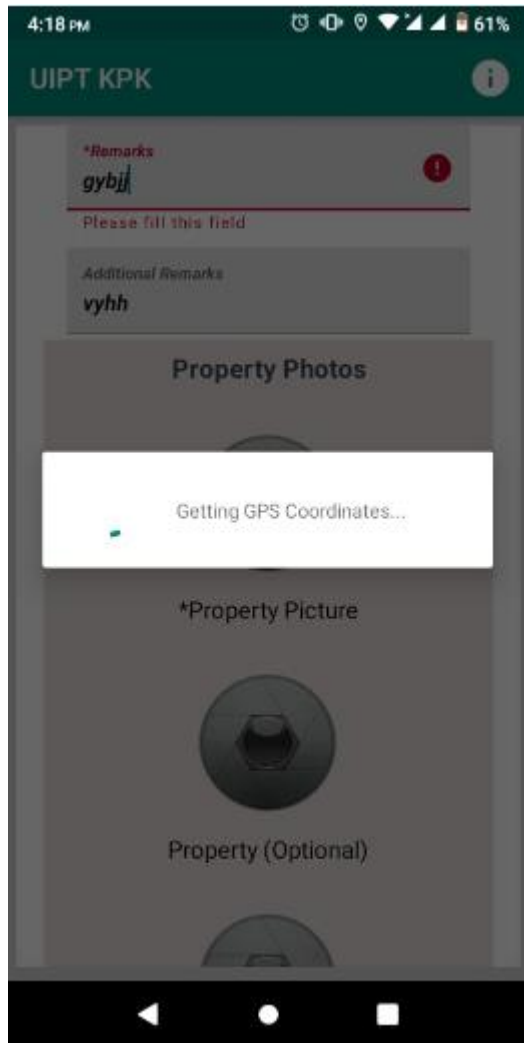 4:18 PM 61%
UIPT KPK
*Remarks
gybjj
Please fill this field
Additional Remarks
vyhh
Property Photos
Getting GPS Coordinates...
*Property Picture
Property (Optional)